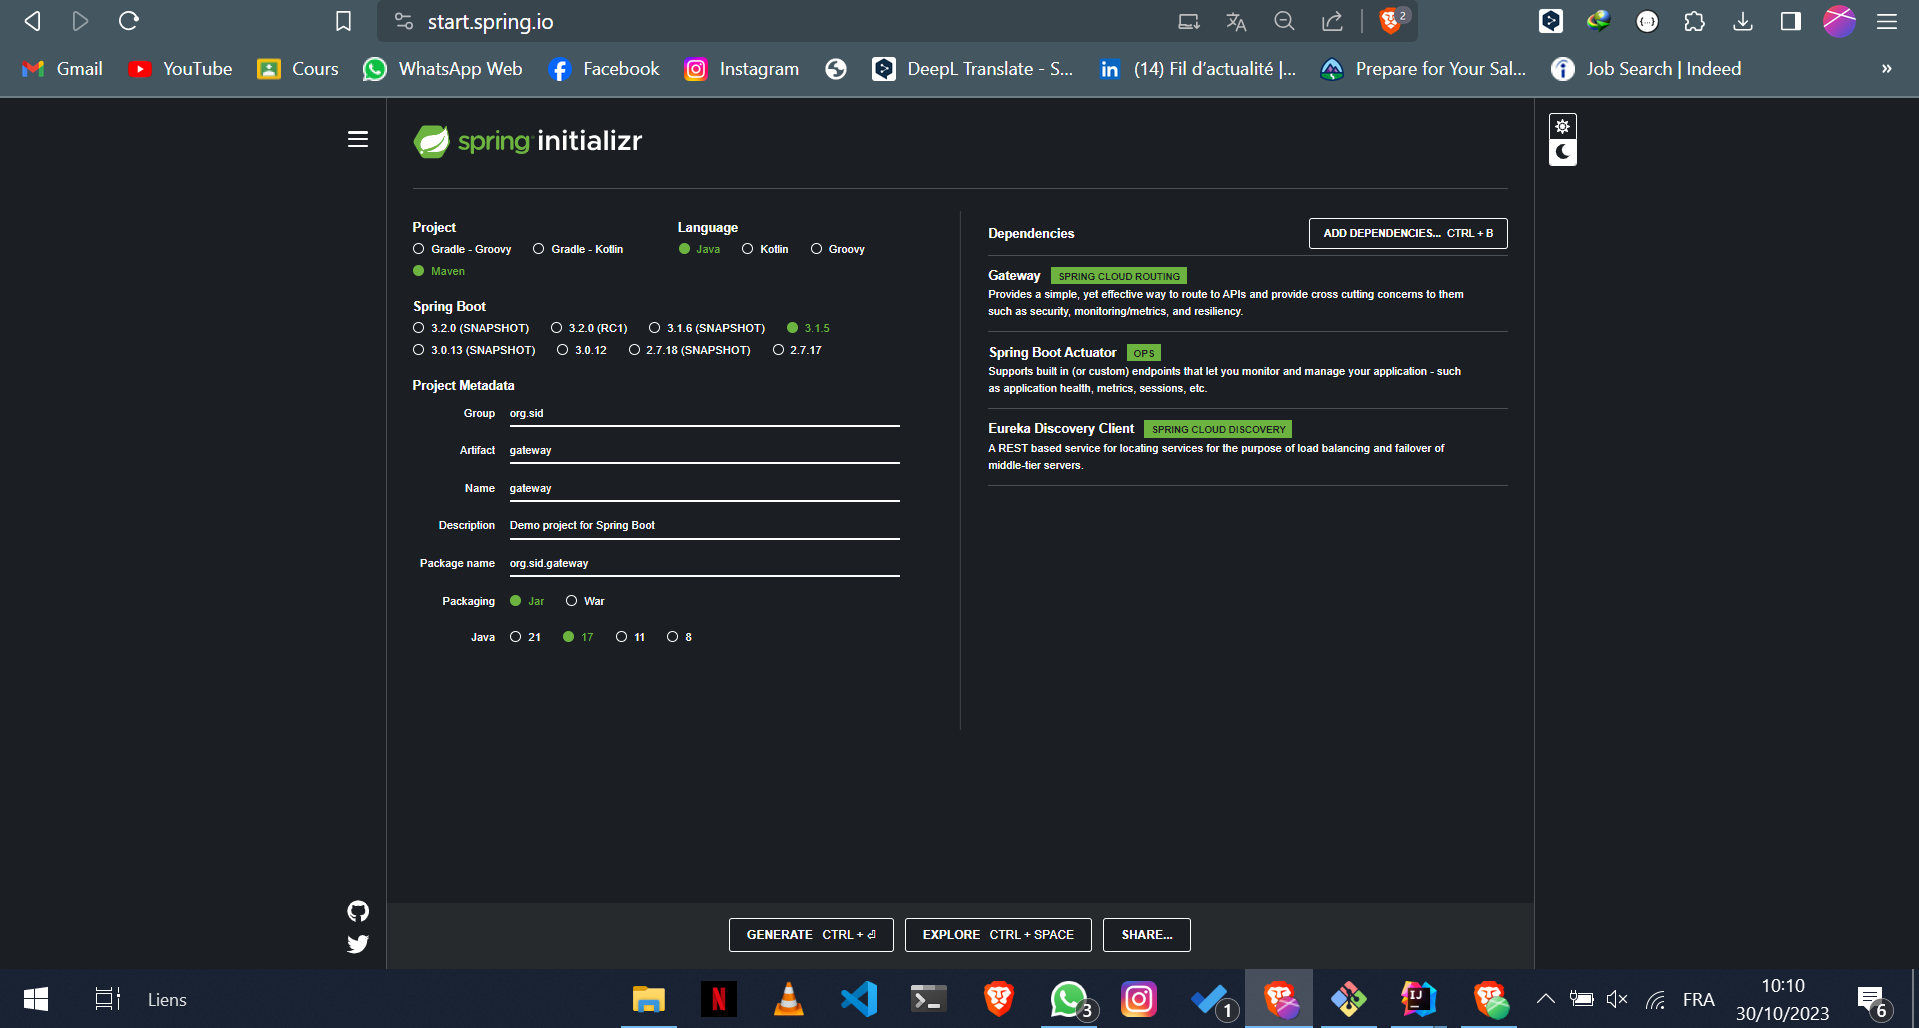 start.spring.io
2
Gmail
YouTube
Cours
WhatsApp Web
Facebook
Instagram
DeepL Translate - S...
(14) Fil d'actualité |...
Prepare for Your Sal...
Job Search | Indeed
»
spring initializr
Project
Gradle - Groovy
Gradle - Kotlin
Maven
Language
Java
Kotlin
Groovy
Spring Boot
3.2.0 (SNAPSHOT)
3.2.0 (RC1)
3.1.6 (SNAPSHOT)
3.1.5
3.0.13 (SNAPSHOT)
3.0.12
2.7.18 (SNAPSHOT)
2.7.17
Project Metadata
Group org.sid
Artifact gateway
Name gateway
Description Demo project for Spring Boot
Package name org.sid.gateway
Packaging Jar War
Java 21 17 11 8
Dependencies
ADD DEPENDENCIES... CTRL + B
Gateway SPRING CLOUD ROUTING
Provides a simple, yet effective way to route to APIs and provide cross cutting concerns to them
such as security, monitoring/metrics, and resiliency.
Spring Boot Actuator OPS
Supports built in (or custom) endpoints that let you monitor and manage your application - such
as application health, metrics, sessions, etc.
Eureka Discovery Client SPRING CLOUD DISCOVERY
A REST based service for locating services for the purpose of load balancing and failover of
middle-tier servers.
GENERATE CTRL + ⏎
EXPLORE CTRL + SPACE
SHARE...
Liens
3
1
FRA
10:10
30/10/2023
6